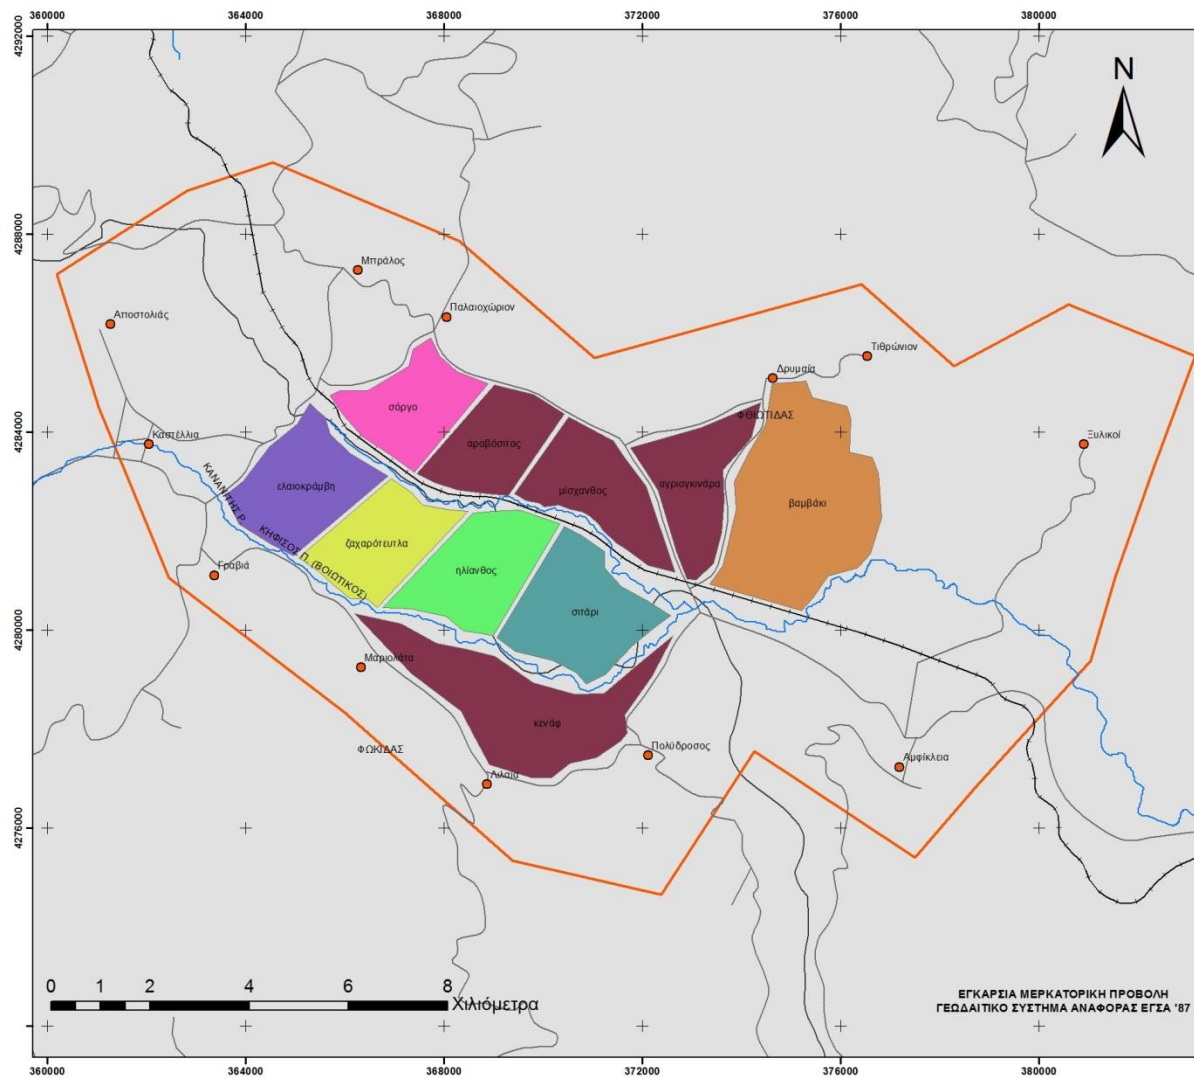 360000 364000 368000 372000 376000 380000
4292000
N
4288000
Μπράλος
Παλαιοχώριον
Αποστολιάς
Τιθρώνιον
Δρυμαία
σόργο
ΦΘΙΩΤΙΔΑΣ
4284000
Καστέλλια
αραβόσιτος
Ξυλικοί
ΚΑΝΙΑΝΙΤΗΣ Ρ.
ελαιοκράμβη
αγριαγκινάρα
μίσχανθος
βαμβάκι
ΚΗΦΙΣΟΣ Π. (ΒΟΙΩΤΙΚΟΣ)
ζαχαρότευτλα
Γραβιά
ηλίανθος
σιτάρι
4280000
Μαριολάτα
κενάφ
ΦΩΚΙΔΑΣ
Πολύδροσος
Αμφίκλεια
Λιλαία
4276000
0 1 2 4 6 8
Χιλιόμετρα
ΕΓΚΑΡΣΙΑ ΜΕΡΚΑΤΟΡΙΚΗ ΠΡΟΒΟΛΗ
ΓΕΩΔΑΙΤΙΚΟ ΣΥΣΤΗΜΑ ΑΝΑΦΟΡΑΣ ΕΓΣΑ '87
360000 364000 368000 372000 376000 380000